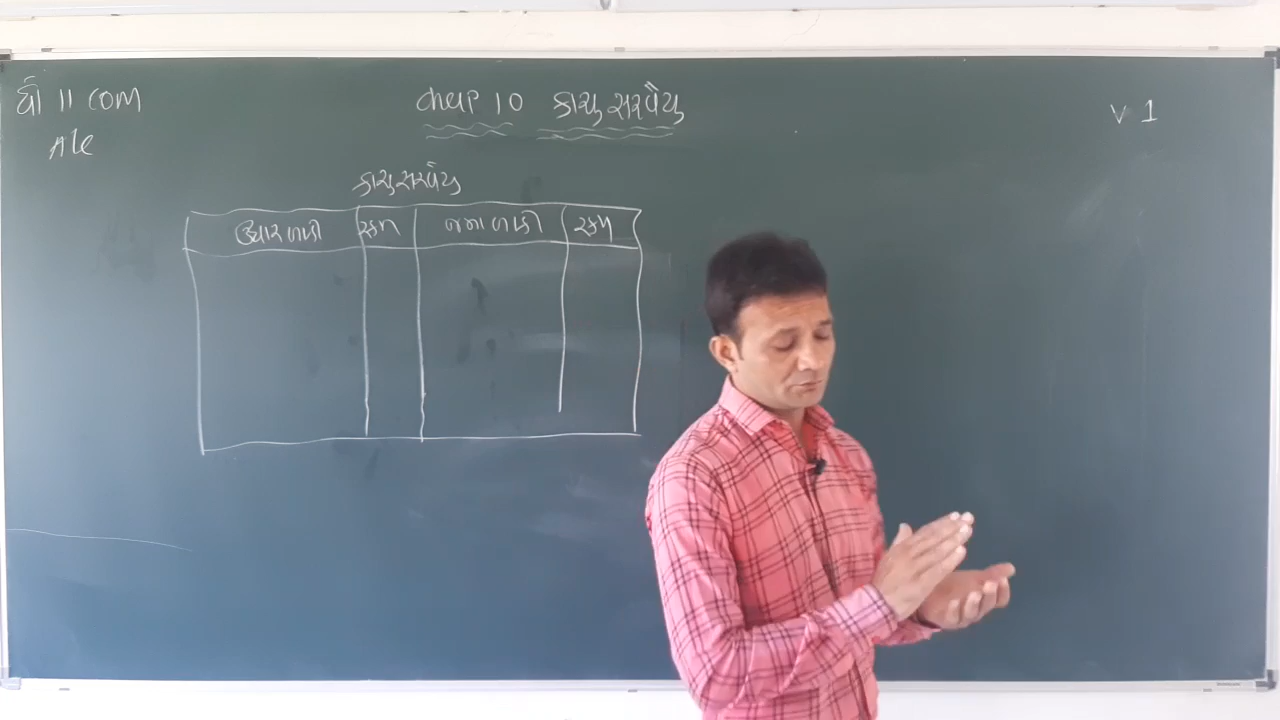 ધો 11 COM
Chap 10 કાચુ સરવૈયુ
V 1
A/c
કાચુ સરવૈયુ
ઉધાર બાકી રકમ જમા બાકી રકમ